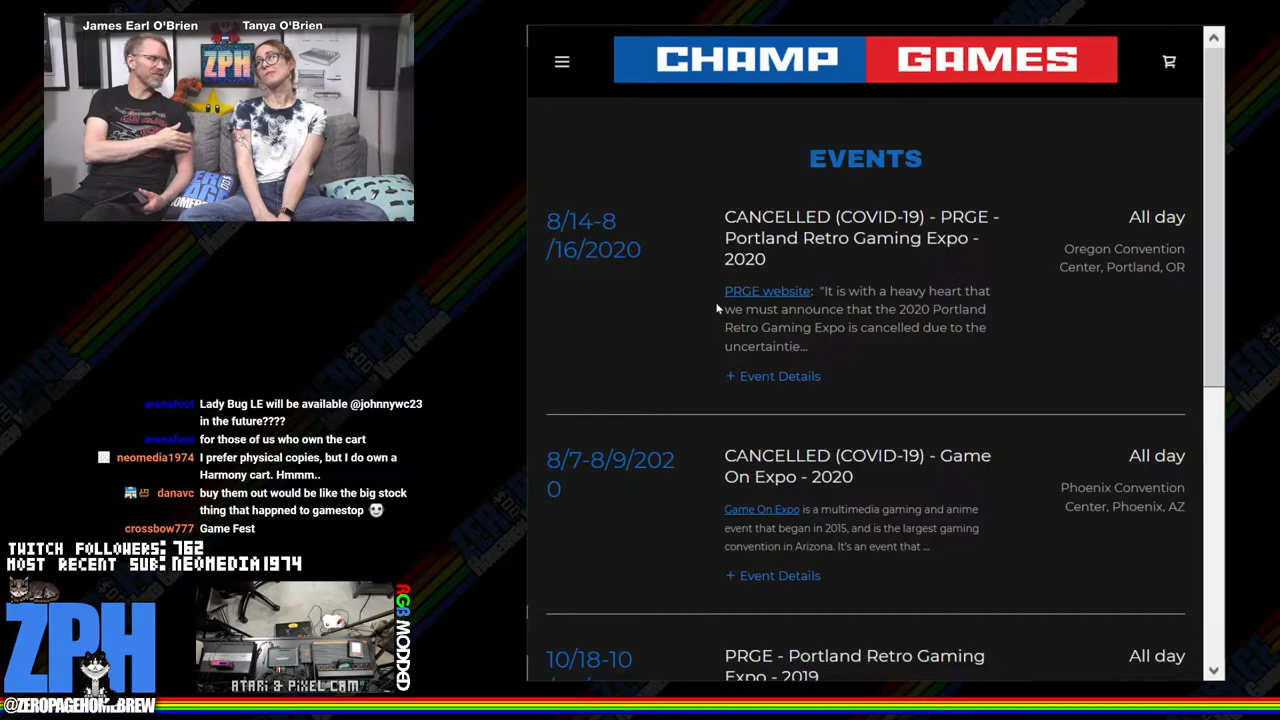 James Earl O'Brien
Tanya O'Brien
ZPH
CHAMP GAMES
EVENTS
8/14-8
/16/2020
CANCELLED (COVID-19) - PRGE -
Portland Retro Gaming Expo -
2020
All day
Oregon Convention
Center, Portland, OR
PRGE website: "It is with a heavy heart that
we must announce that the 2020 Portland
Retro Gaming Expo is cancelled due to the
uncertaintie...
+ Event Details
8/7-8/9/202
0
CANCELLED (COVID-19) - Game
On Expo - 2020
All day
Phoenix Convention
Center, Phoenix, AZ
Game On Expo is a multimedia gaming and anime
event that began in 2015, and is the largest gaming
convention in Arizona. It's an event that ...
+ Event Details
10/18-10
PRGE - Portland Retro Gaming
Expo - 2019
All day
arenafoot Lady Bug LE will be available @johnnywc23
in the future????
arenafoot for those of us who own the cart
neomedia1974 I prefer physical copies, but I do own a
Harmony cart. Hmmm..
danavc buy them out would be like the big stock
thing that happned to gamestop
crossbow777 Game Fest
TWITCH FOLLOWERS: 762
MOST RECENT SUB: NEOMEDIA1974
ZPH
@ZEROPAGEHOMEBREW
RGB MODDED
ATARI & PIXEL CAM